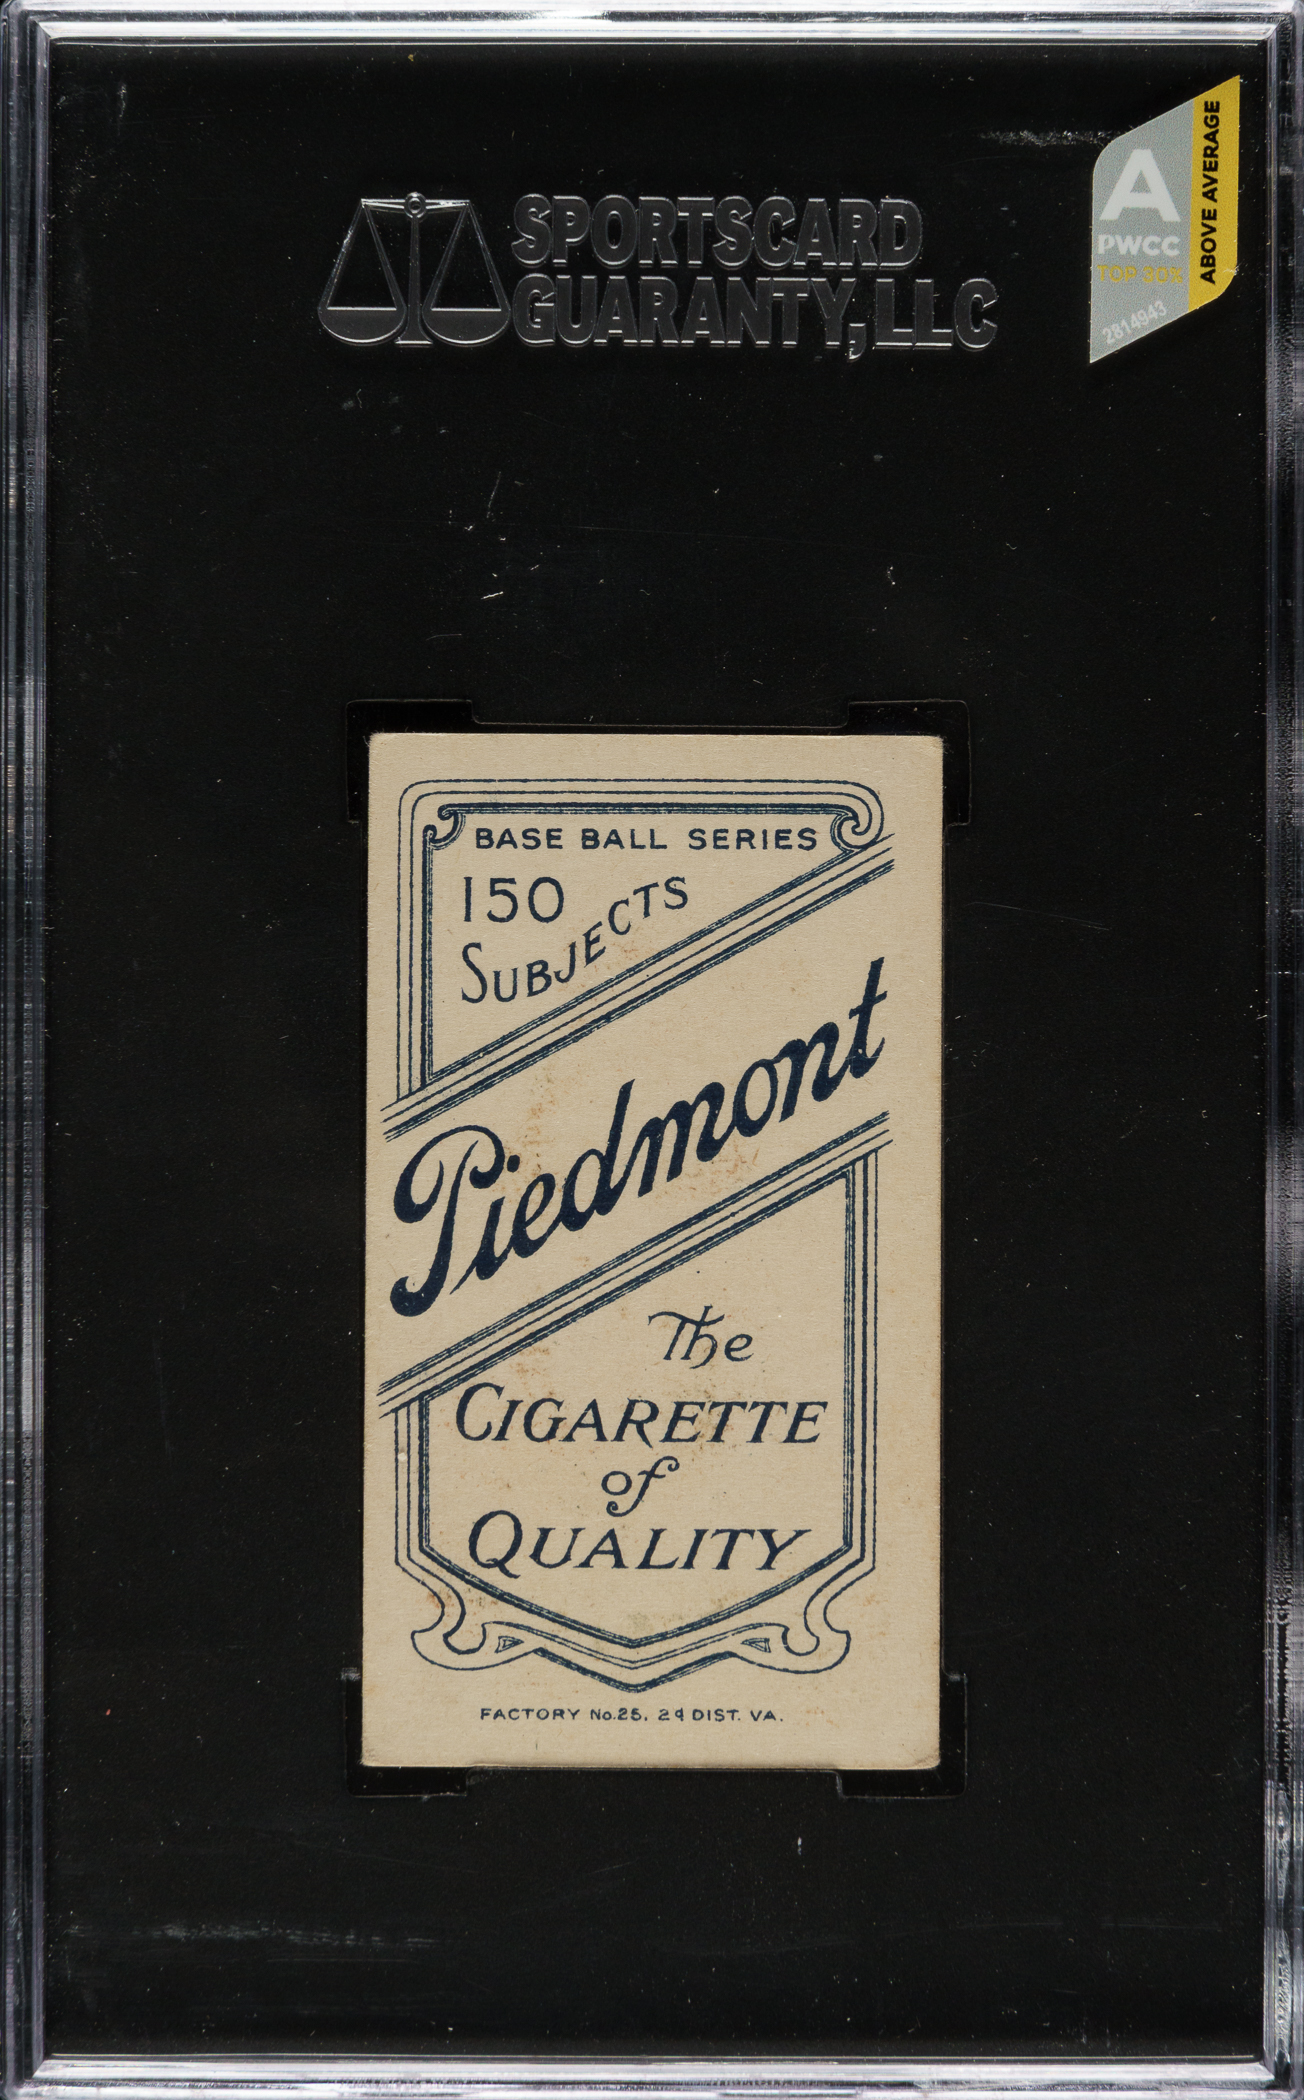 SPORTSCARD
GUARANTY, LLC
A
PWCC
TOP 30%
2814943
ABOVE AVERAGE
BASE BALL SERIES
150
SUBJECTS
Piedmont
The
CIGARETTE
of
QUALITY
FACTORY No.25. 2d DIST. VA.